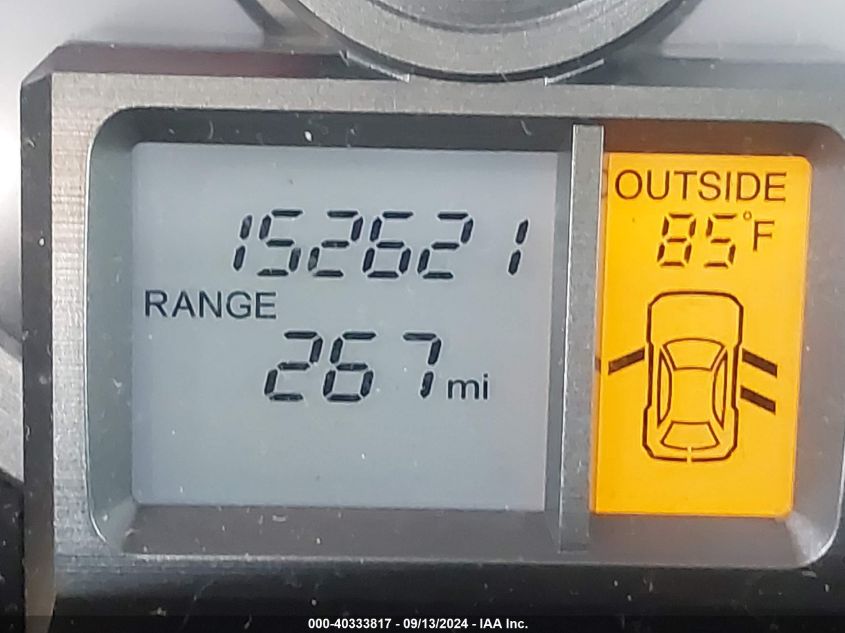 152621
RANGE
267 mi
OUTSIDE
85°F
000-40333817 - 09/13/2024 - IAA Inc.